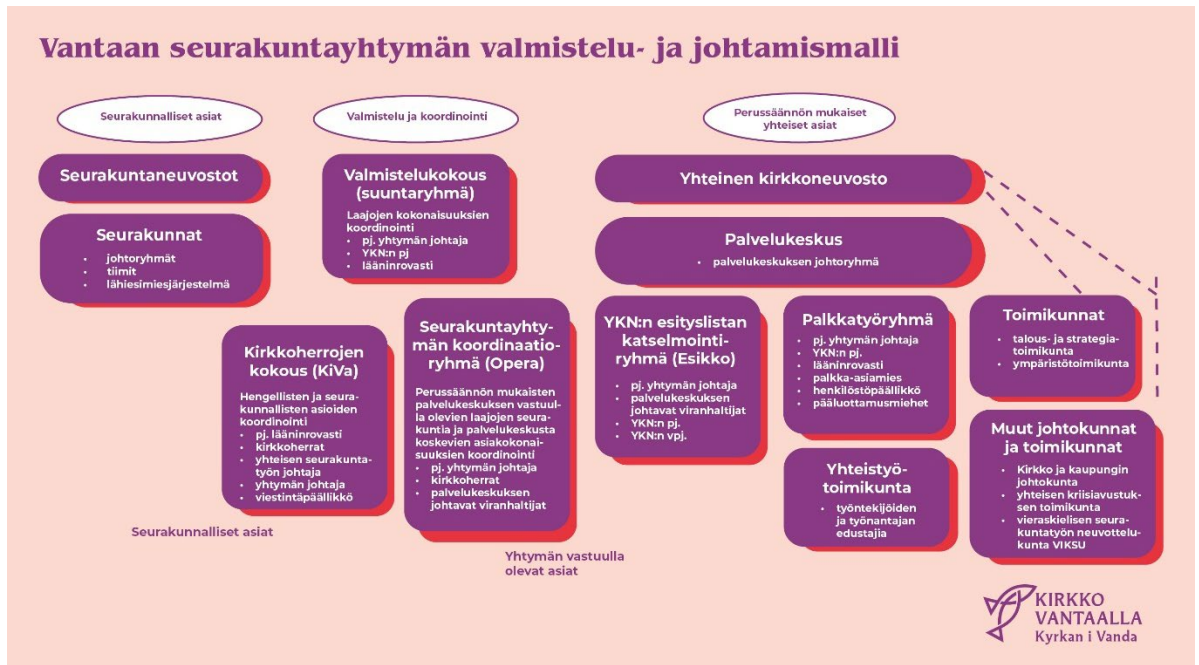 Vantaan seurakuntayhtymän valmistelu- ja johtamismalli
Seurakunnalliset asiat
Valmistelu ja koordinointi
Perussäännön mukaiset
yhteiset asiat
Seurakuntaneuvostot
Seurakunnat
• johtoryhmät
• tiimit
• lähiesimiesjärjestelmä
Valmistelukokous
(suuntaryhmä)
Laajojen kokonaisuuksien
koordinointi
• pj. yhtymän johtaja
• YKN:n pj
• lääninrovasti
Yhteinen kirkkoneuvosto
Palvelukeskus
• palvelukeskuksen johtoryhmä
Kirkkoherrojen
kokous (KiVa)
Hengellisten ja seura-
kunnallisten asioiden
koordinointi
• pj. lääninrovasti
• kirkkoherrat
• yhteisen seurakunta-
työn johtaja
• yhtymän johtaja
• viestintäpäällikkö
Seurakuntayhty-
män koordinaatio-
ryhmä (Opera)
Perussäännön mukaisten
palvelukeskuksen vastuul-
la olevien laajojen seura-
kuntia ja palvelukeskusta
koskevien asiakokonai-
suuksien koordinointi
• pj. yhtymän johtaja
• kirkkoherrat
• palvelukeskuksen
johtavat viranhaltijat
YKN:n esityslistan
katselmointi-
ryhmä (Esikko)
• pj. yhtymän johtaja
• palvelukeskuksen
johtavat viranhaltijat
• YKN:n pj.
• YKN:n vpj.
Palkkatyöryhmä
• pj. yhtymän johtaja
• YKN:n pj.
• lääninrovasti
• palkka-asiamies
• henkilöstöpäällikkö
• pääluottamusmiehet
Yhteistyö-
toimikunta
• työntekijöiden
ja työnantajan
edustajia
Toimikunnat
• talous- ja strategia-
toimikunta
• ympäristötoimikunta
Muut johtokunnat
ja toimikunnat
• Kirkko ja kaupungin
johtokunta
• yhteisen kriisiavustuk-
sen toimikunta
• vieraskielisen seura-
kuntatyön neuvottelu-
kunta VIKSU
Seurakunnalliset asiat
Yhtymän vastuulla
olevat asiat
KIRKKO
VANTAALLA
Kyrkan i Vanda